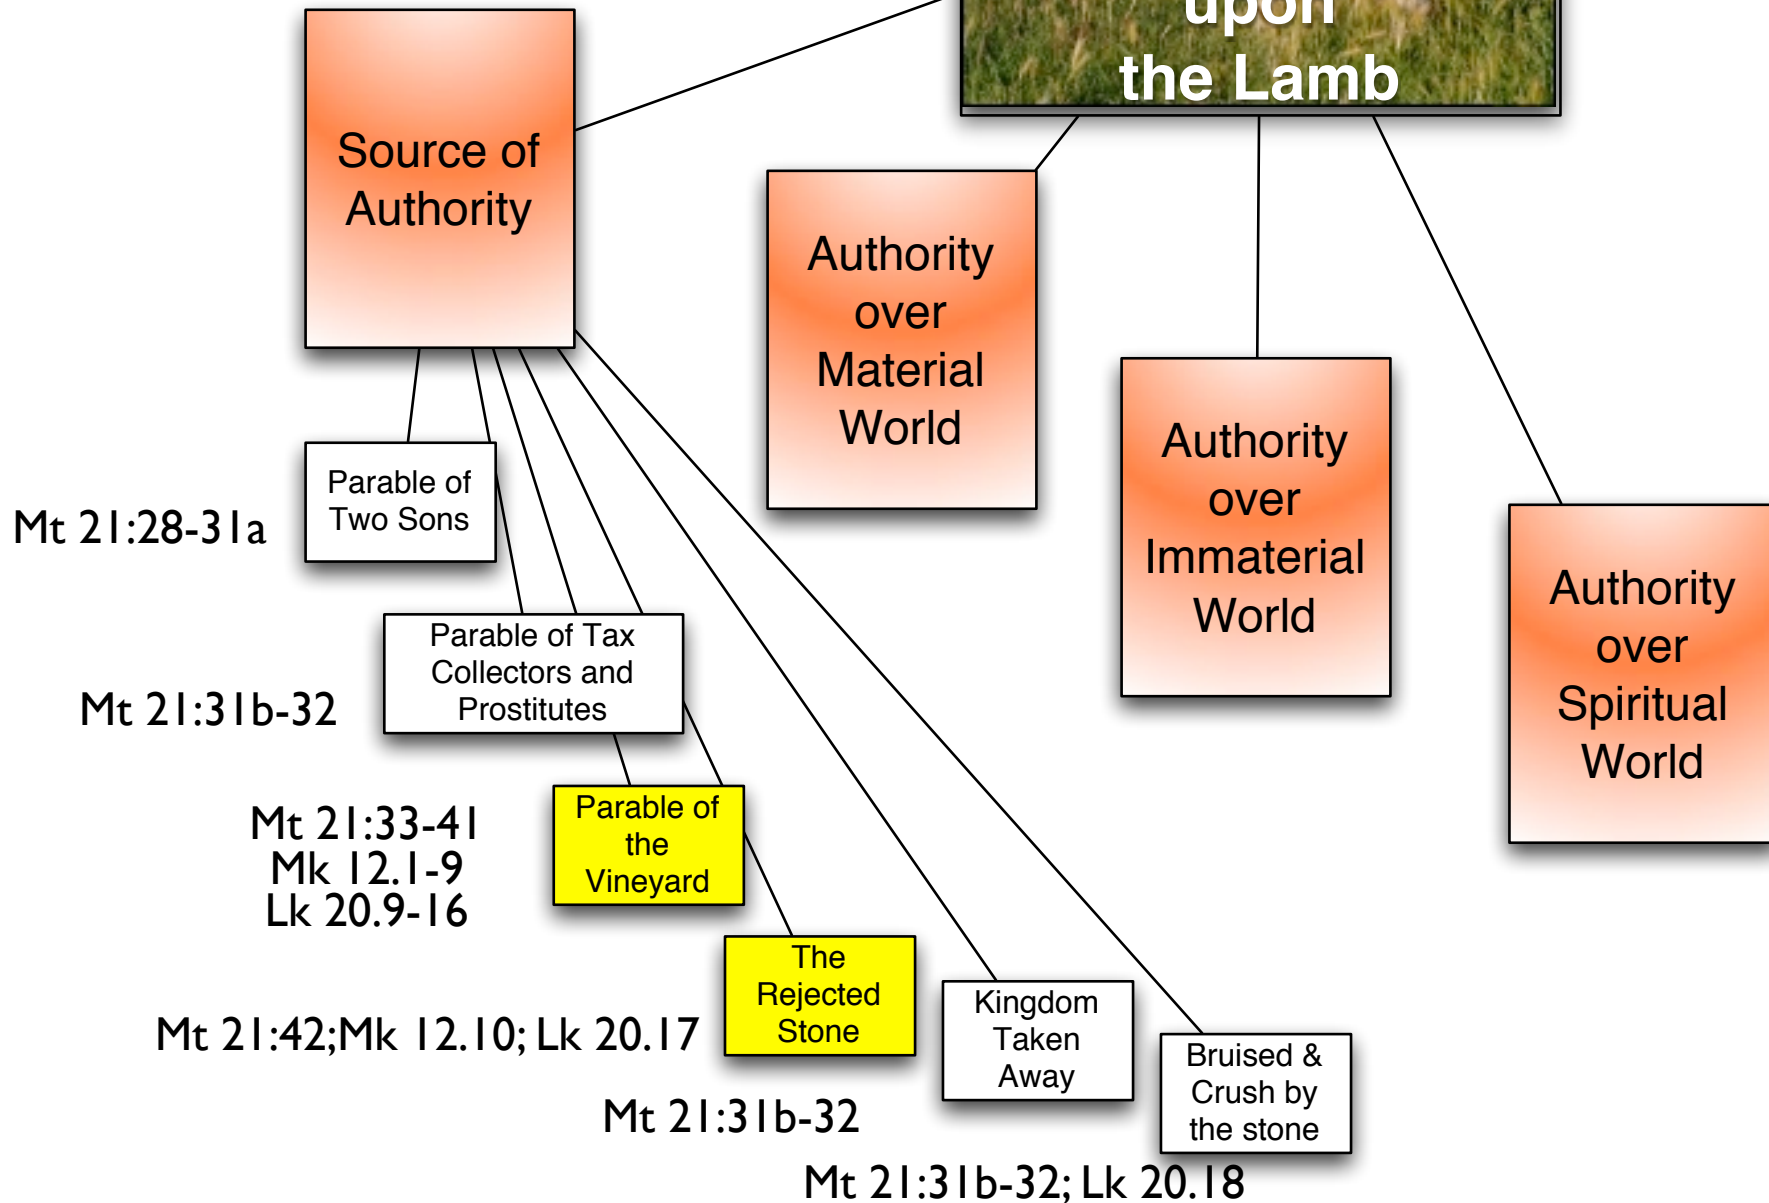 upon
the Lamb
Source of
Authority
Authority
over
Material
World
Authority
over
Immaterial
World
Authority
over
Spiritual
World
Parable of
Two Sons
Mt 21:28-31a
Parable of Tax
Collectors and
Prostitutes
Mt 21:31b-32
Parable of
the
Vineyard
Mt 21:33-41
Mk 12.1-9
Lk 20.9-16
The
Rejected
Stone
Mt 21:42;Mk 12.10; Lk 20.17
Kingdom
Taken
Away
Mt 21:31b-32
Bruised &
Crush by
the stone
Mt 21:31b-32; Lk 20.18